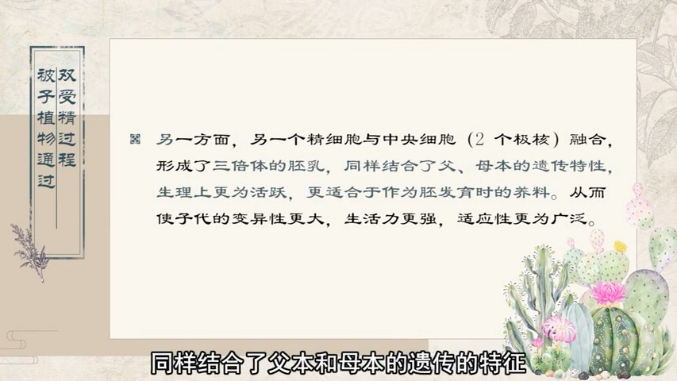 双受精过程
被子植物通过
另一方面，另一个精细胞与中央细胞（2 个极核）融合，
形成了三倍体的胚乳，同样结合了父、母本的遗传特性，
生理上更为活跃，更适合于作为胚发育时的养料。从而
使子代的变异性更大，生活力更强，适应性更为广泛。
同样结合了父本和母本的遗传的特征